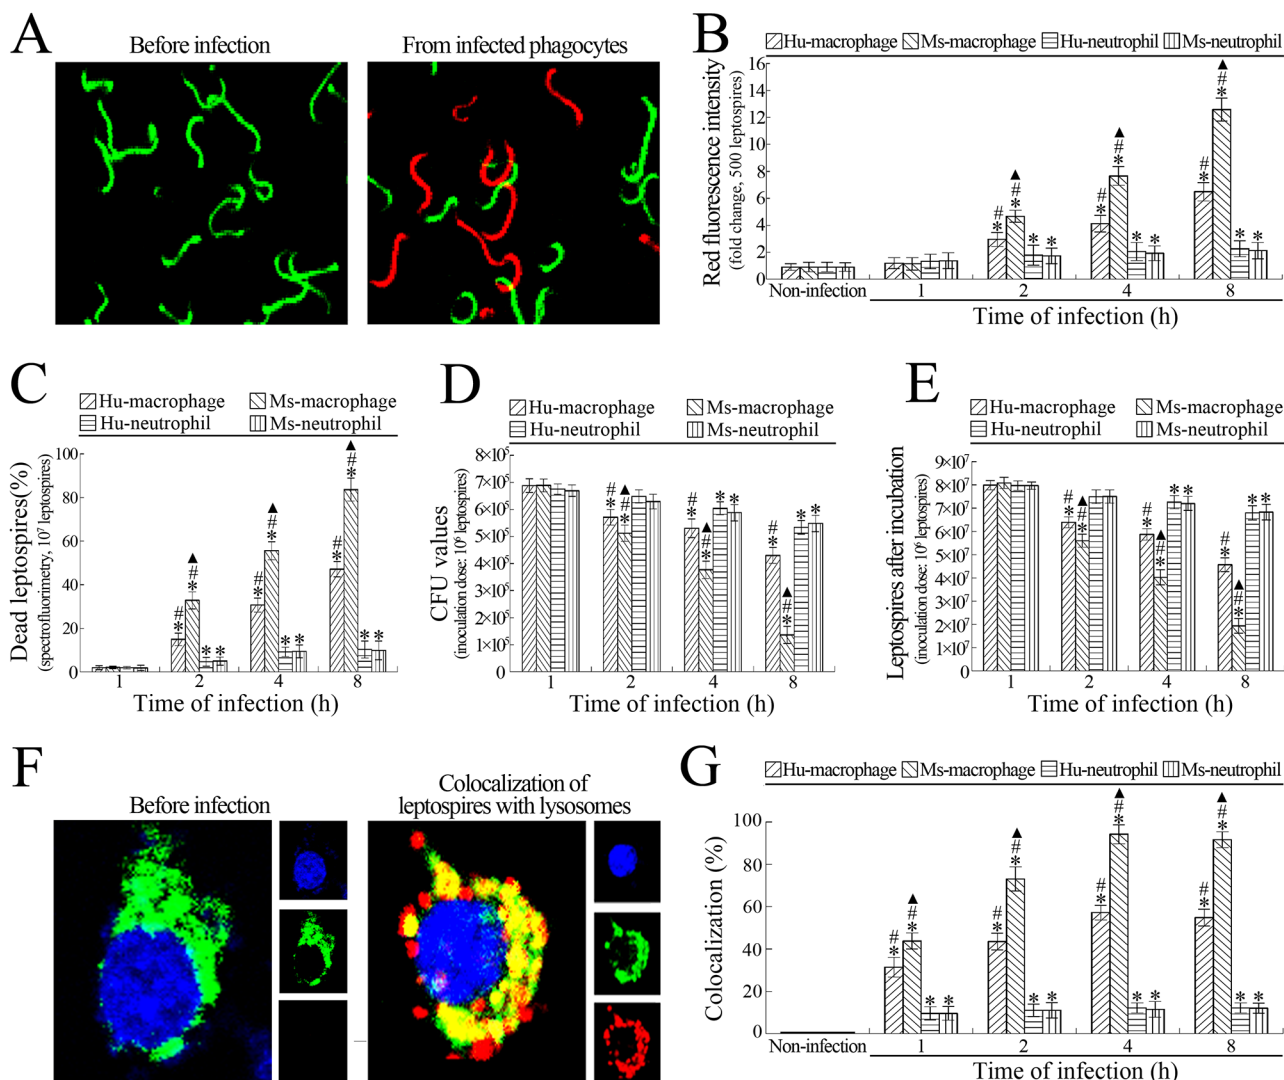 A
Before infection
From infected phagocytes
B
Hu-macrophage Ms-macrophage Hu-neutrophil Ms-neutrophil
Red fluorescence intensity
(fold change, 500 leptospires)
16
14
12
10
8
6
4
2
0
▲
#
*
Non-infection 1 2 4 8
Time of infection (h)
C
Hu-macrophage Ms-macrophage
Hu-neutrophil Ms-neutrophil
Dead leptospires(%)
(spectrofluorimetry, 10⁷ leptospires)
100
80
60
40
20
0
1 2 4 8
Time of infection (h)
D
Hu-macrophage Ms-macrophage
Hu-neutrophil Ms-neutrophil
CFU values
(inoculation dose: 10⁶ leptospires)
8×10⁵
7×10⁵
6×10⁵
5×10⁵
4×10⁵
3×10⁵
2×10⁵
1×10⁵
0
1 2 4 8
Time of infection (h)
E
Hu-macrophage Ms-macrophage
Hu-neutrophil Ms-neutrophil
Leptospires after incubation
(inoculation dose: 10⁶ leptospires)
9×10⁷
8×10⁷
7×10⁷
6×10⁷
5×10⁷
4×10⁷
3×10⁷
2×10⁷
1×10⁷
0
1 2 4 8
Time of infection (h)
F
Before infection
Colocalization of
leptospires with lysosomes
G
Hu-macrophage Ms-macrophage Hu-neutrophil Ms-neutrophil
Colocalization (%)
100
80
60
40
20
0
Non-infection 1 2 4 8
Time of infection (h)